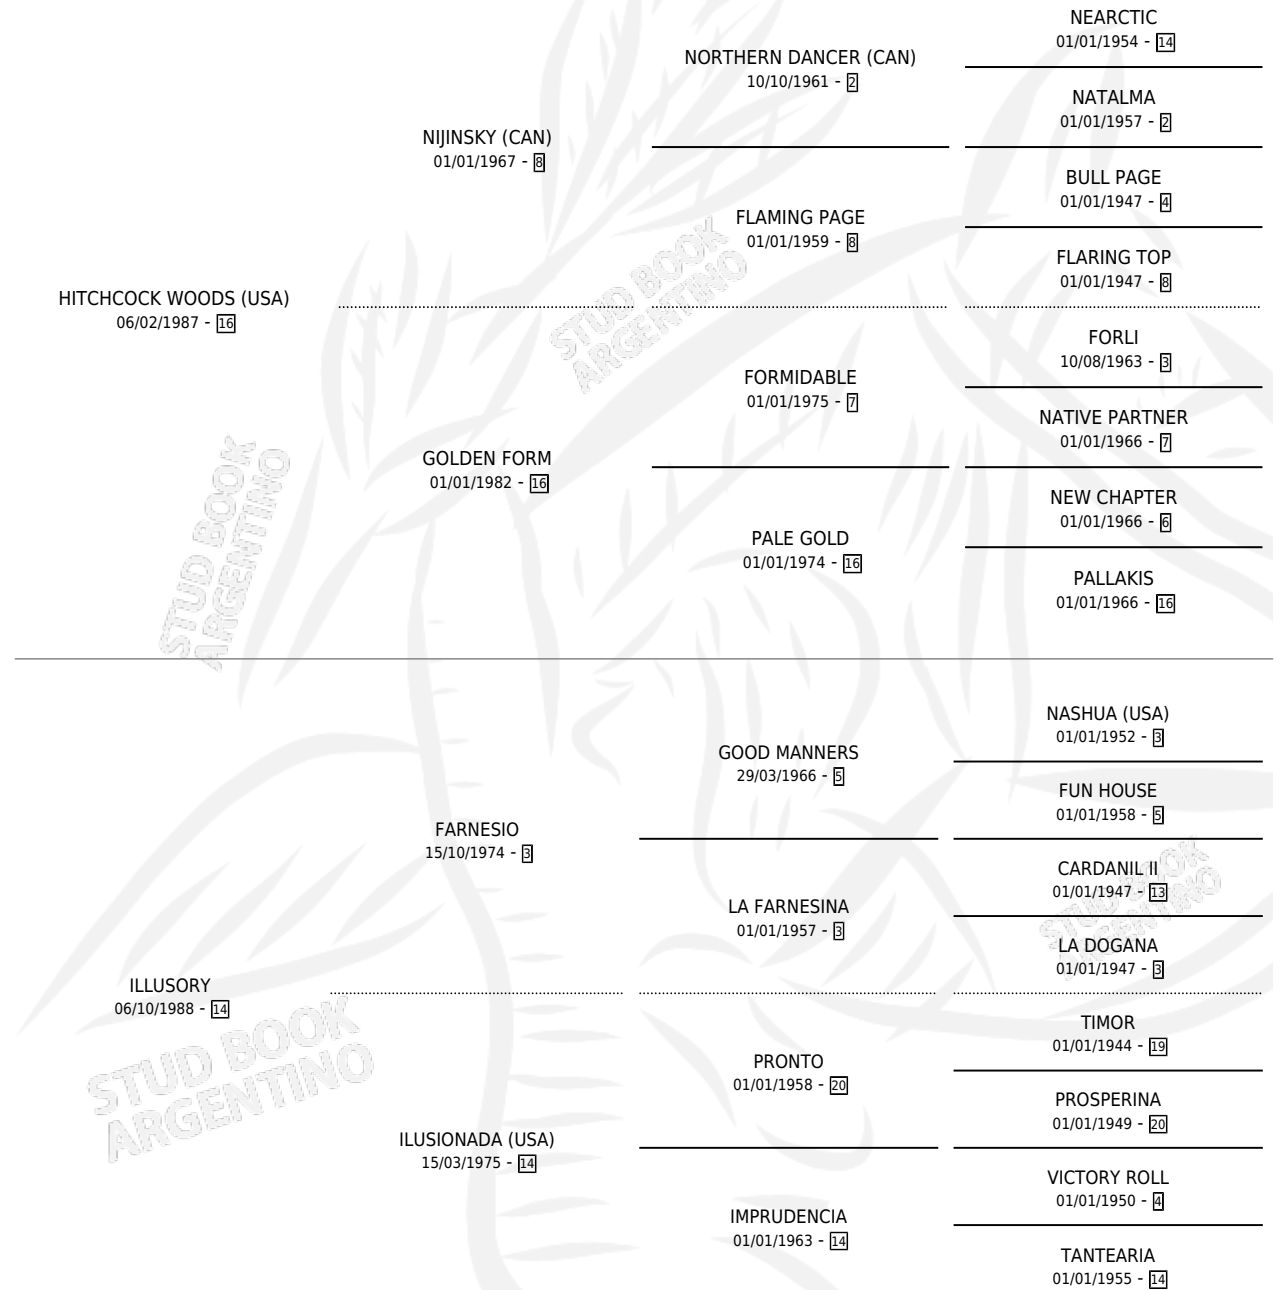 NEARCTIC
01/01/1954 - 14
NORTHERN DANCER (CAN)
10/10/1961 - 2
NATALMA
01/01/1957 - 2
NIJINSKY (CAN)
01/01/1967 - 8
BULL PAGE
01/01/1947 - 4
FLAMING PAGE
01/01/1959 - 8
FLARING TOP
01/01/1947 - 8
HITCHCOCK WOODS (USA)
06/02/1987 - 16
FORLI
10/08/1963 - 3
FORMIDABLE
01/01/1975 - 7
NATIVE PARTNER
01/01/1966 - 7
GOLDEN FORM
01/01/1982 - 16
NEW CHAPTER
01/01/1966 - 6
PALE GOLD
01/01/1974 - 16
PALLAKIS
01/01/1966 - 16
NASHUA (USA)
01/01/1952 - 3
GOOD MANNERS
29/03/1966 - 5
FUN HOUSE
01/01/1958 - 5
FARNESIO
15/10/1974 - 3
CARDANIL II
01/01/1947 - 13
LA FARNESINA
01/01/1957 - 3
LA DOGANA
01/01/1947 - 3
ILLUSORY
06/10/1988 - 14
TIMOR
01/01/1944 - 19
PRONTO
01/01/1958 - 20
PROSPERINA
01/01/1949 - 20
ILUSIONADA (USA)
15/03/1975 - 14
VICTORY ROLL
01/01/1950 - 4
IMPRUDENCIA
01/01/1963 - 14
TANTEARIA
01/01/1955 - 14
STUD BOOK
ARGENTINO
STUD BOOK
ARGENTINO
STUD BOOK
ARGENTINO
STUD BOOK
ARGENTINO